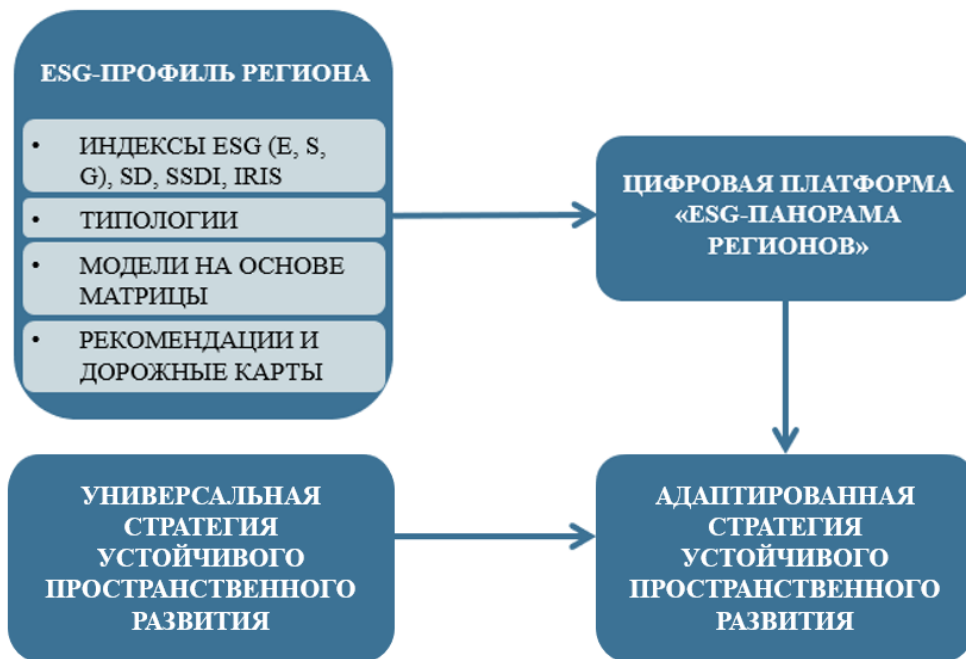 ESG-ПРОФИЛЬ РЕГИОНА
• ИНДЕКСЫ ESG (E, S,
G), SD, SSDI, IRIS
• ТИПОЛОГИИ
• МОДЕЛИ НА ОСНОВЕ
МАТРИЦЫ
• РЕКОМЕНДАЦИИ И
ДОРОЖНЫЕ КАРТЫ
ЦИФРОВАЯ ПЛАТФОРМА
«ESG-ПАНОРАМА
РЕГИОНОВ»
УНИВЕРСАЛЬНАЯ
СТРАТЕГИЯ
УСТОЙЧИВОГО
ПРОСТРАНСТВЕННОГО
РАЗВИТИЯ
АДАПТИРОВАННАЯ
СТРАТЕГИЯ
УСТОЙЧИВОГО
ПРОСТРАНСТВЕННОГО
РАЗВИТИЯ